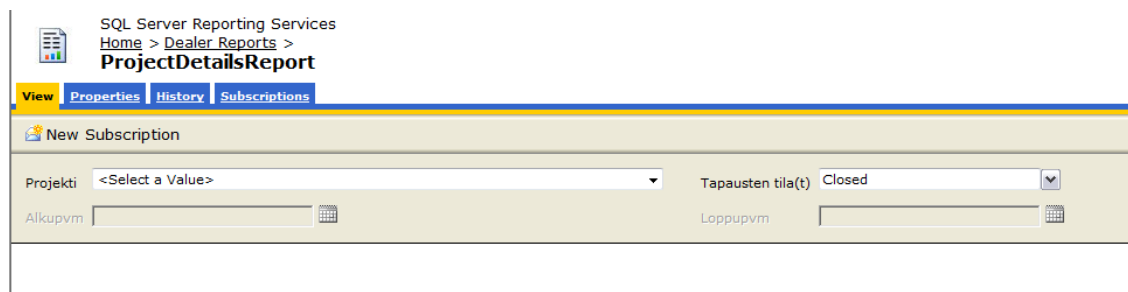 SQL Server Reporting Services
Home > Dealer Reports >
ProjectDetailsReport
View Properties History Subscriptions
New Subscription
Projekti <Select a Value> Tapausten tila(t) Closed
Alkupvm Loppupvm